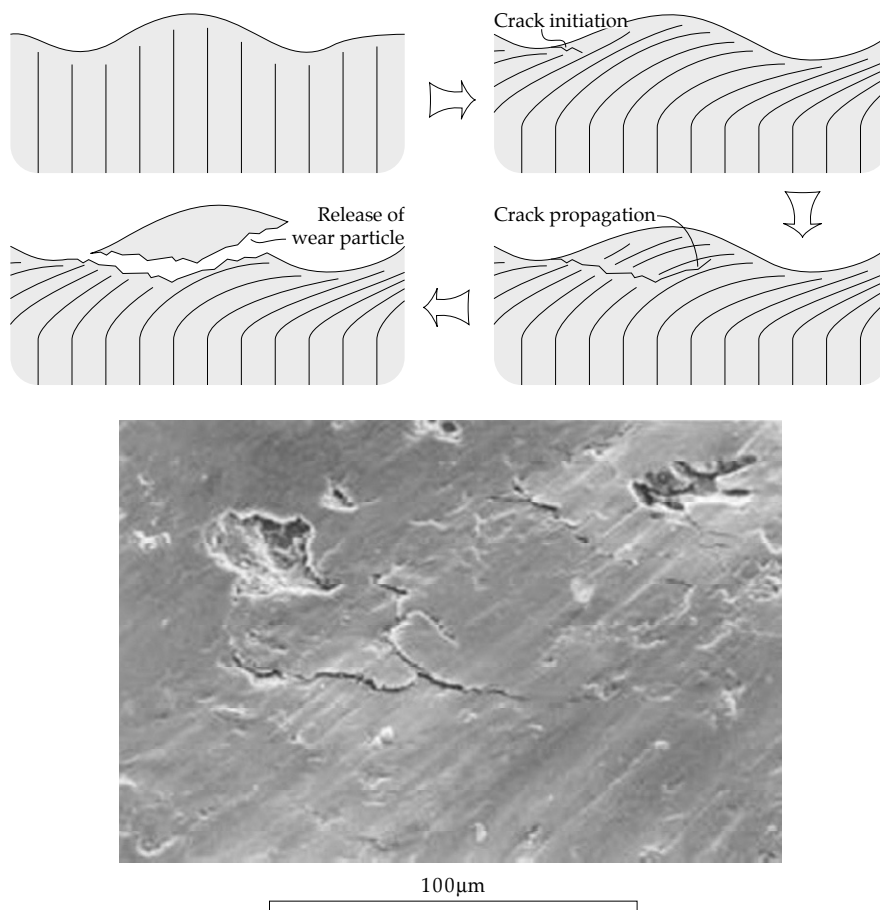 Crack initiation
Release of
wear particle
Crack propagation
100μm